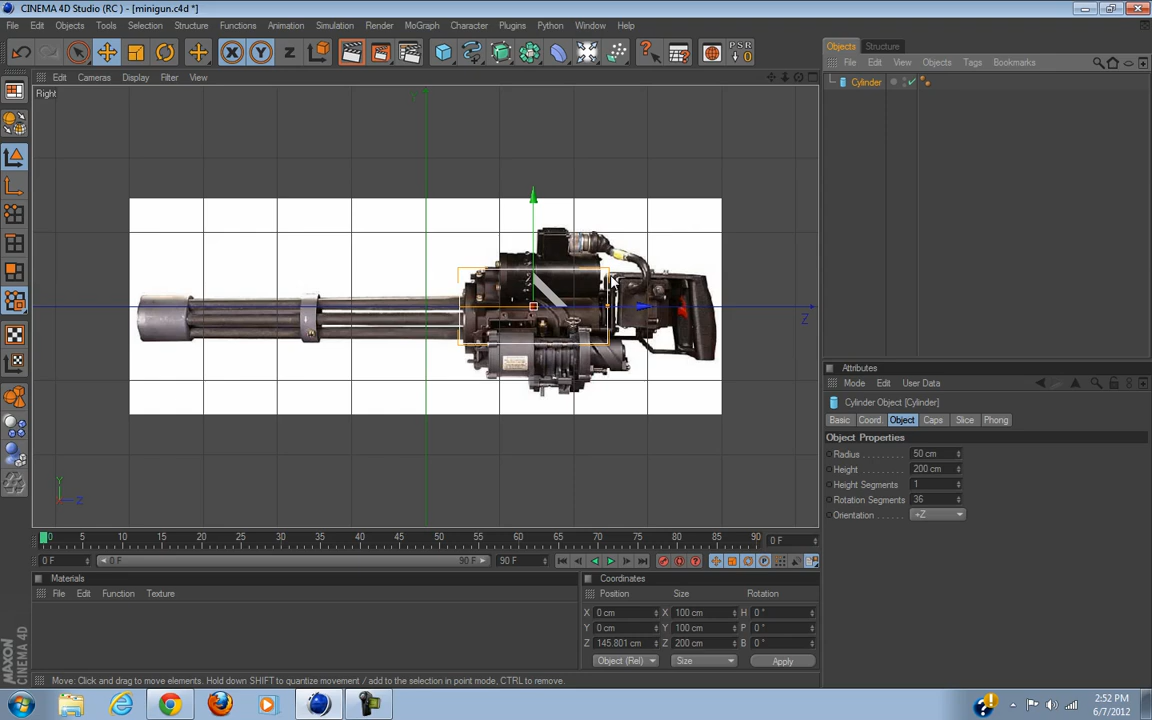 CINEMA 4D Studio (RC ) - [minigun.c4d *]
File Edit Objects Tools Selection Structure Functions Animation Simulation Render MoGraph Character Plugins Python Window Help
X Y Z PSR 0
Objects Structure
Edit Cameras Display Filter View
File Edit View Objects Tags Bookmarks
Right
Y
Cylinder
Z
Attributes
Mode Edit User Data
Cylinder Object [Cylinder]
Basic Coord. Object Caps Slice Phong
Object Properties
Radius . . . . . . . . 50 cm
Height . . . . . . . . 200 cm
Height Segments 1
Rotation Segments 36
Orientation . . . . . . +Z
Y
Z
0 5 10 15 20 25 30 35 40 45 50 55 60 65 70 75 80 85 90 0 F
0 F 0 F 90 F 90 F
Materials
File Edit Function Texture
Coordinates
Position Size Rotation
X 0 cm X 100 cm H 0 °
Y 0 cm Y 100 cm P 0 °
Z 145.801 cm Z 200 cm B 0 °
Object (Rel) Size Apply
MAXON CINEMA 4D
Move: Click and drag to move elements. Hold down SHIFT to quantize movement / add to the selection in point mode, CTRL to remove.
2:52 PM
6/7/2012